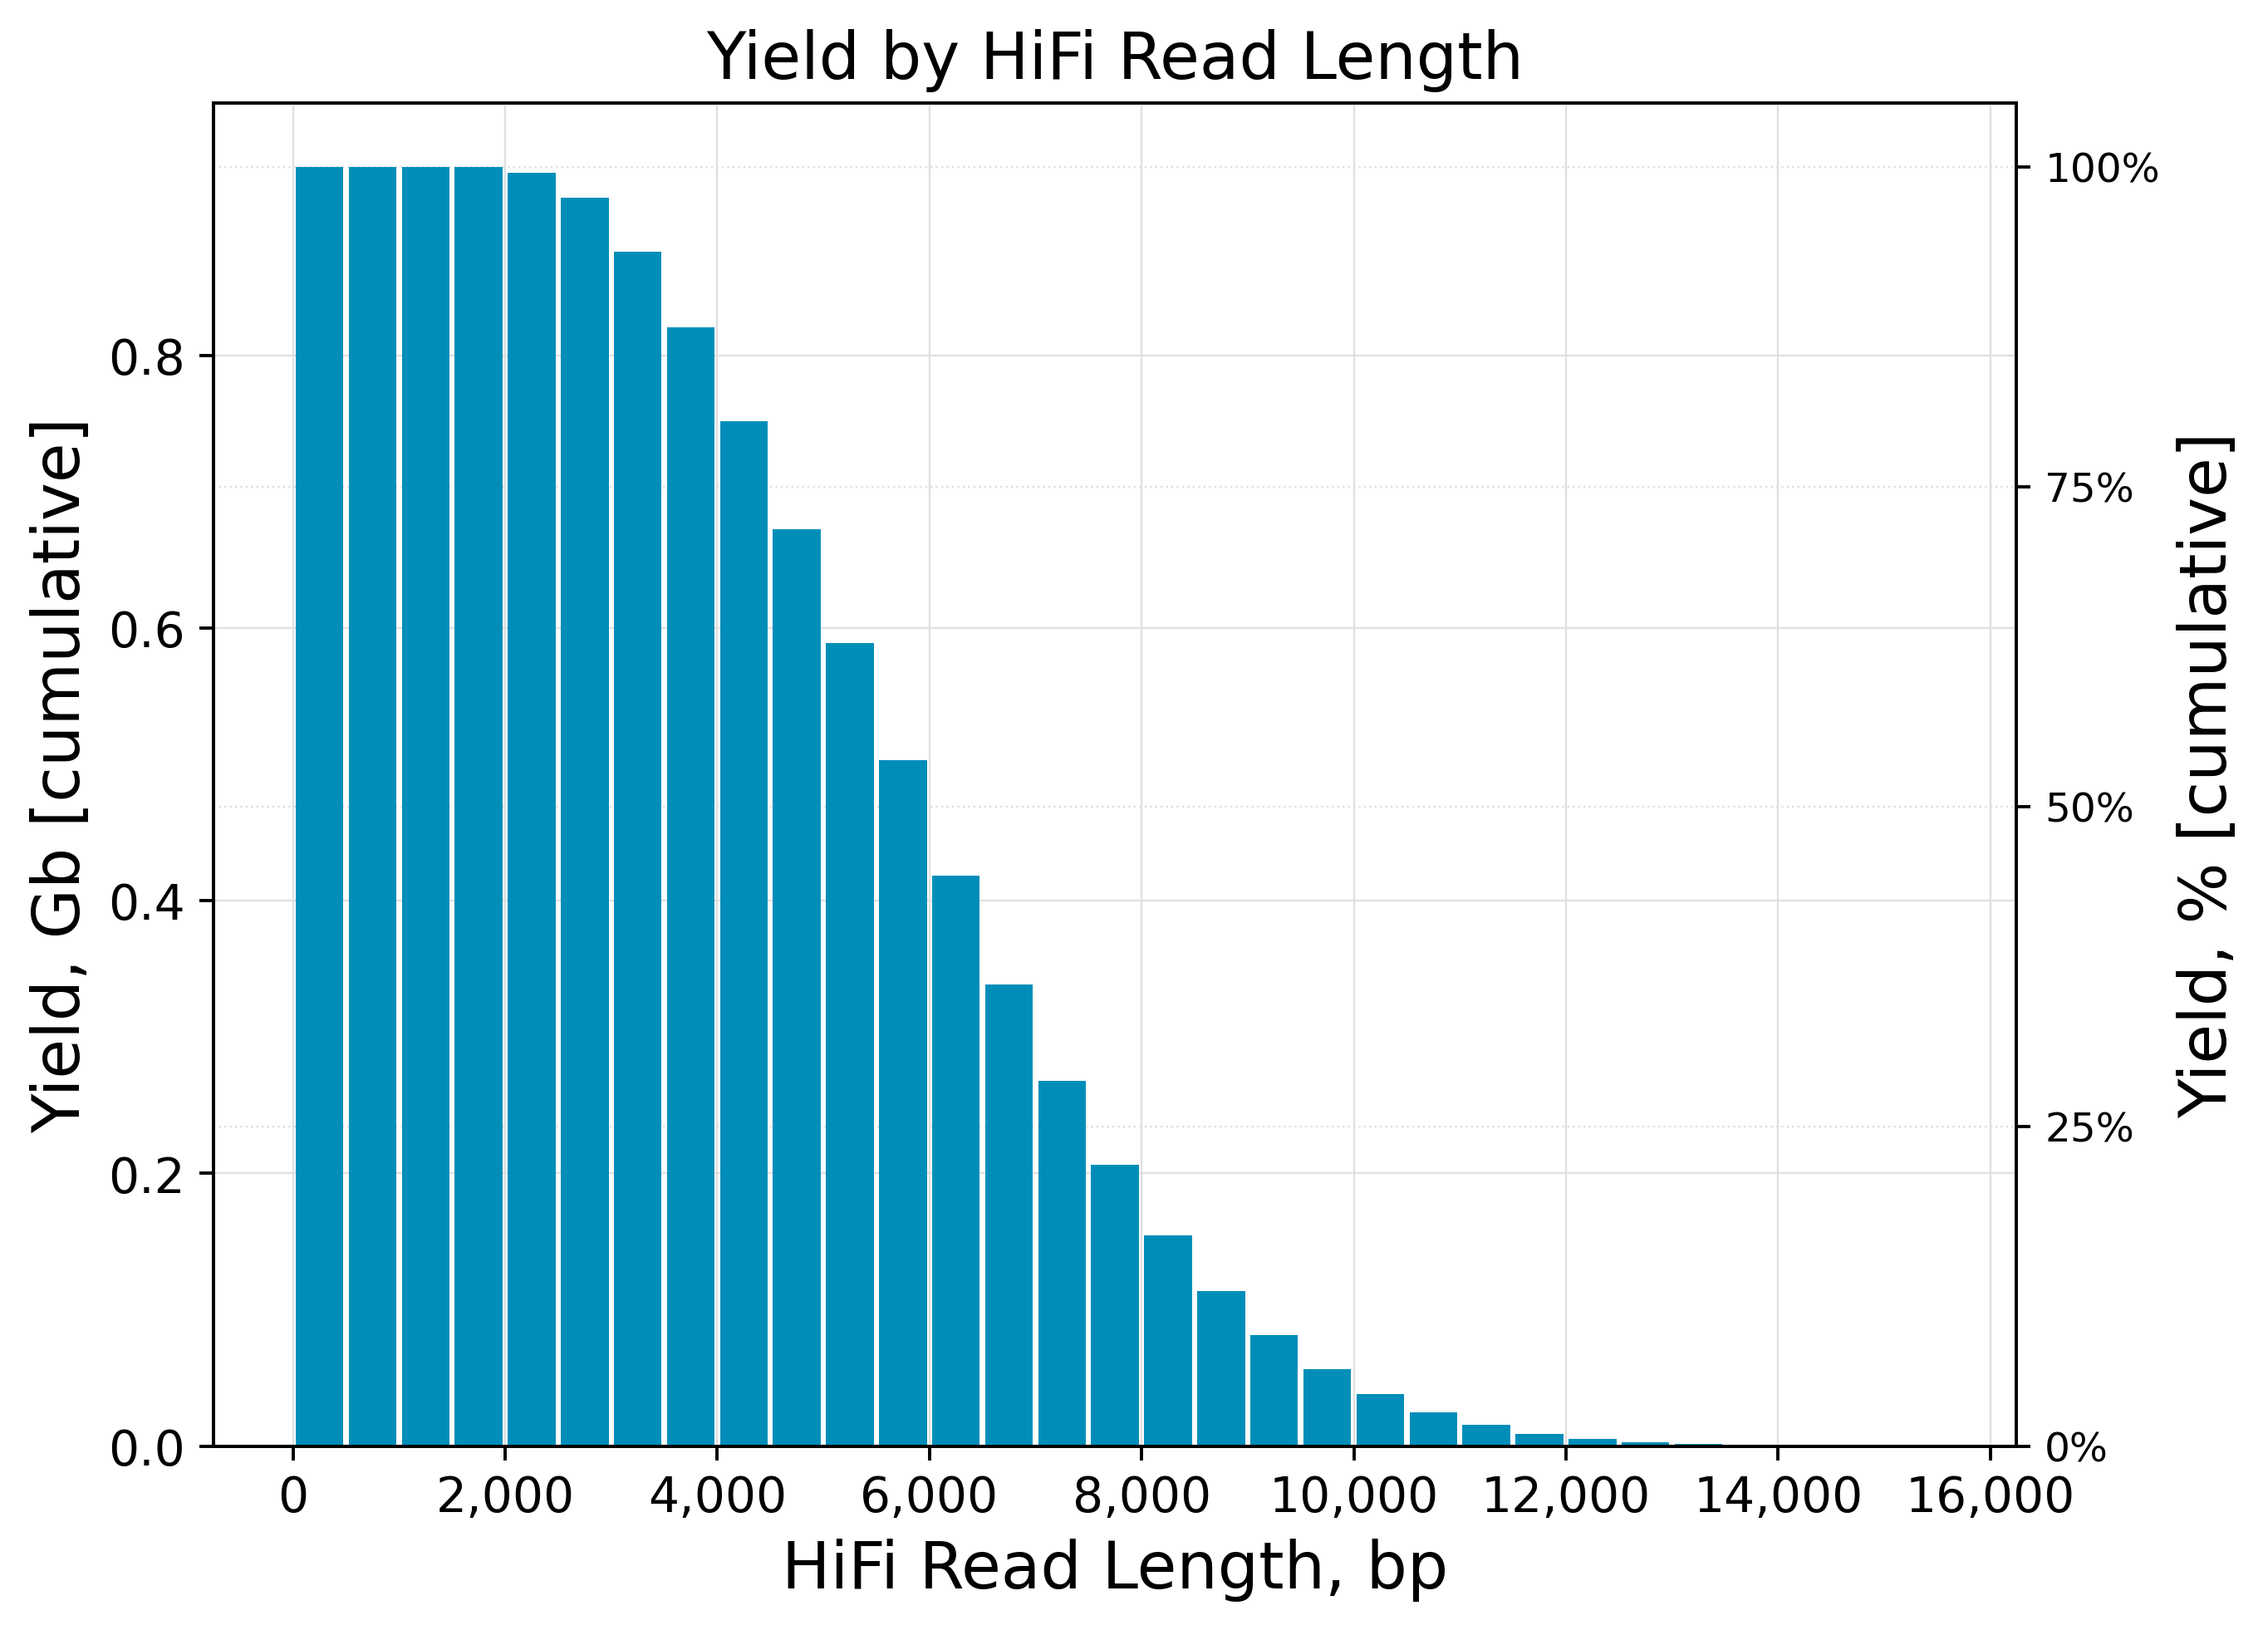 Yield by HiFi Read Length
Yield, Gb [cumulative]
0.8
0.6
0.4
0.2
0.0
100%
75%
50%
25%
0%
Yield, % [cumulative]
0 2,000 4,000 6,000 8,000 10,000 12,000 14,000 16,000
HiFi Read Length, bp